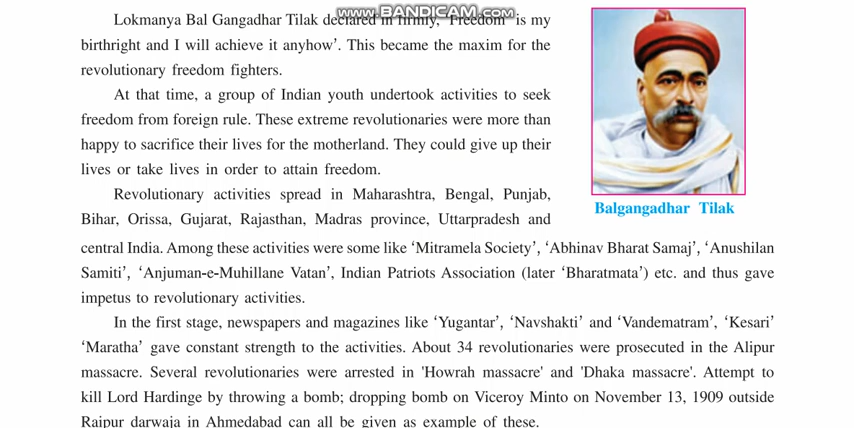 www.BANDICAM.com
Lokmanya Bal Gangadhar Tilak declared in firmly, 'Freedom is my
birthright and I will achieve it anyhow'. This became the maxim for the
revolutionary freedom fighters.
At that time, a group of Indian youth undertook activities to seek
freedom from foreign rule. These extreme revolutionaries were more than
happy to sacrifice their lives for the motherland. They could give up their
lives or take lives in order to attain freedom.
Revolutionary activities spread in Maharashtra, Bengal, Punjab,
Bihar, Orissa, Gujarat, Rajasthan, Madras province, Uttarpradesh and
Balgangadhar Tilak
central India. Among these activities were some like 'Mitramela Society', 'Abhinav Bharat Samaj', 'Anushilan
Samiti', 'Anjuman-e-Muhillane Vatan', Indian Patriots Association (later 'Bharatmata') etc. and thus gave
impetus to revolutionary activities.
In the first stage, newspapers and magazines like 'Yugantar', 'Navshakti' and 'Vandematram', 'Kesari'
'Maratha' gave constant strength to the activities. About 34 revolutionaries were prosecuted in the Alipur
massacre. Several revolutionaries were arrested in 'Howrah massacre' and 'Dhaka massacre'. Attempt to
kill Lord Hardinge by throwing a bomb; dropping bomb on Viceroy Minto on November 13, 1909 outside
Raipur darwaja in Ahmedabad can all be given as example of these.